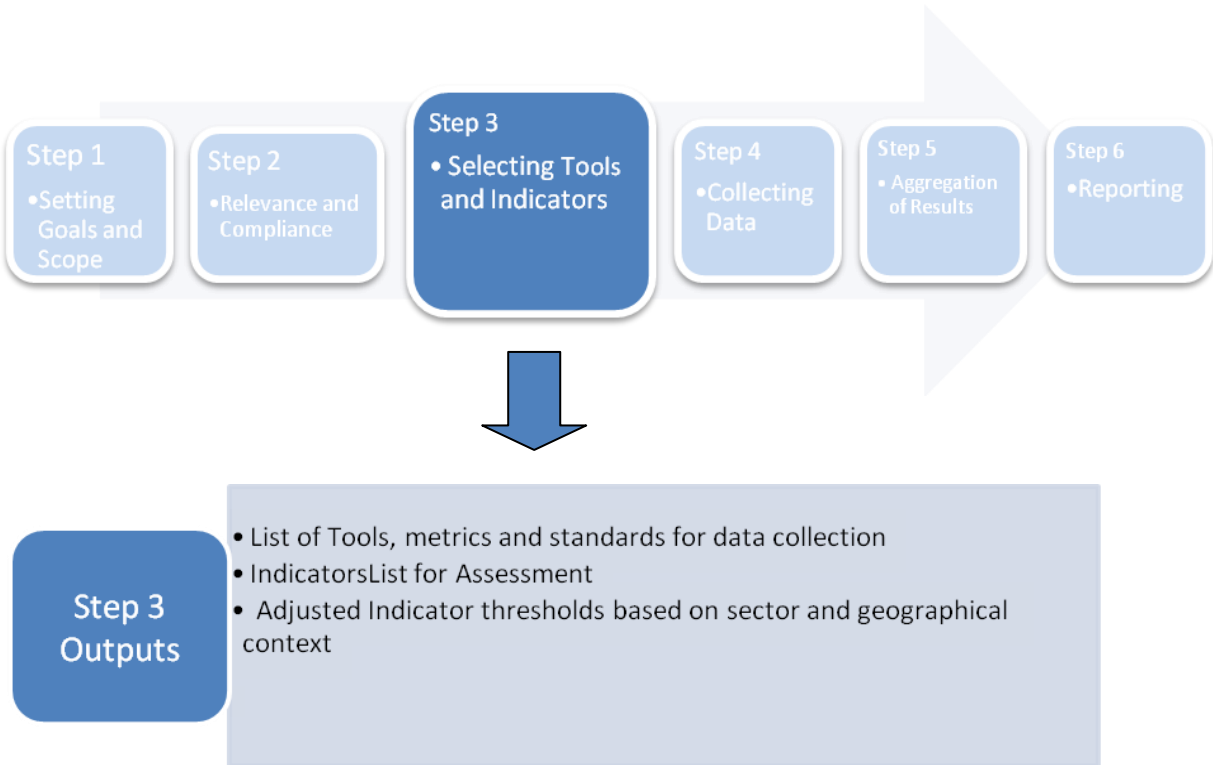 Step 1
•Setting
Goals and
Scope
Step 2
•Relevance and
Compliance
Step 3
• Selecting Tools
and Indicators
Step 4
•Collecting
Data
Step 5
• Aggregation
of Results
Step 6
•Reporting
Step 3
Outputs
• List of Tools, metrics and standards for data collection
• IndicatorsList for Assessment
• Adjusted Indicator thresholds based on sector and geographical
context